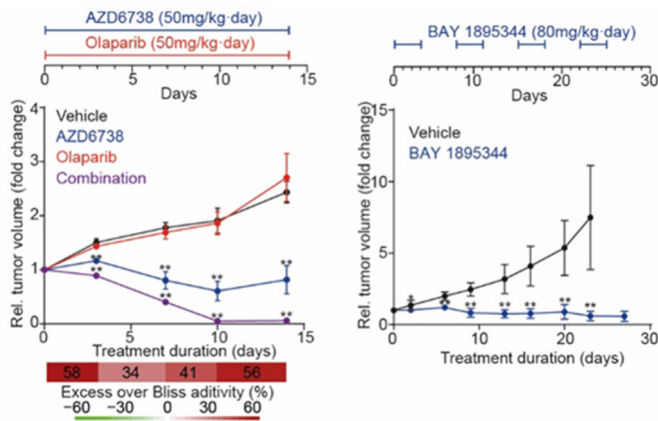 AZD6738 (50mg/kg·day)
Olaparib (50mg/kg·day)
0 5 10 15
Days
Rel. tumor volume (fold change)
4
3
2
1
0
Vehicle
AZD6738
Olaparib
Combination
** ** ** **
** ** ** **
0 5 10 15
Treatment duration (days)
58 34 41 56
Excess over Bliss aditivity (%)
−60 −30 0 30 60
BAY 1895344 (80mg/kg·day)
0 10 20 30
Days
Rel. tumor volume (fold change)
15
10
5
0
Vehicle
BAY 1895344
* ** ** ** ** ** **
0 10 20 30
Treatment duration (days)